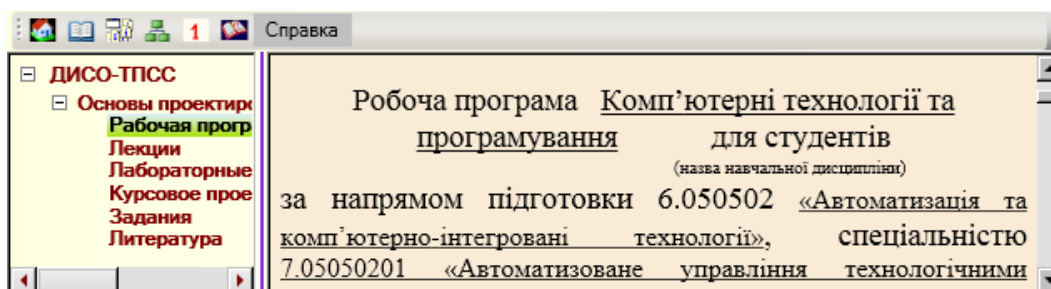 1 Справка
ДИСО-ТПСС
Основы проектиро
Рабочая прогр
Лекции
Лабораторные
Курсовое прое
Задания
Литература
Робоча програма Комп’ютерні технології та
програмування для студентів
(назва навчальної дисципліни)
за напрямом підготовки 6.050502 «Автоматизація та
комп’ютерно-інтегровані технології», спеціальністю
7.05050201 «Автоматизоване управління технологічними